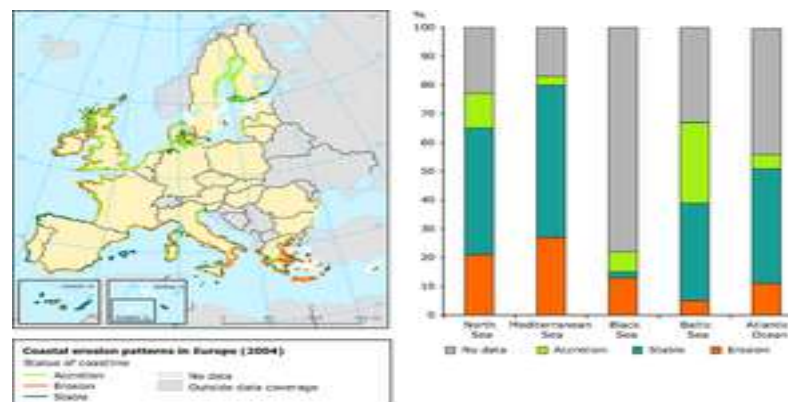 %
100
90
80
70
60
50
40
30
20
10
0
North Sea
Mediterranean Sea
Black Sea
Baltic Sea
Atlantic Ocean
No data
Accretion
Stable
Erosion
Coastal erosion patterns in Europe (2004)
Status of coastline
Accretion
No data
Erosion
Outside data coverage
Stable